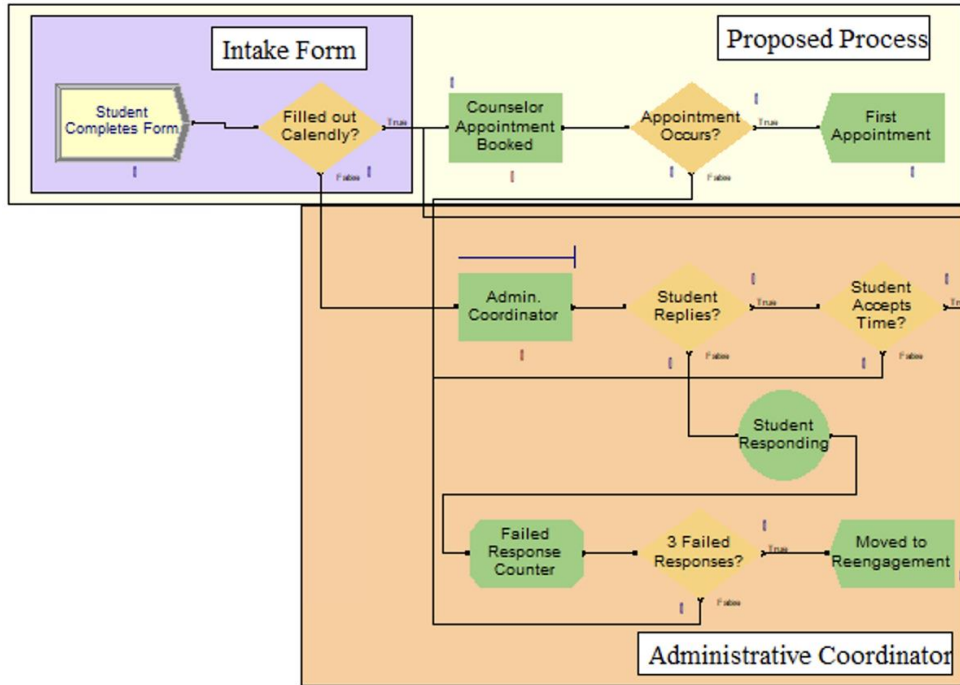 Intake Form
Proposed Process
Student
Completes Form
Filled out
Calendly?
True
False
Counselor
Appointment
Booked
Appointment
Occurs?
True
False
First
Appointment
Admin.
Coordinator
Student
Replies?
True
False
Student
Accepts
Time?
True
False
Student
Responding
Failed
Response
Counter
3 Failed
Responses?
True
False
Moved to
Reengagement
Administrative Coordinator